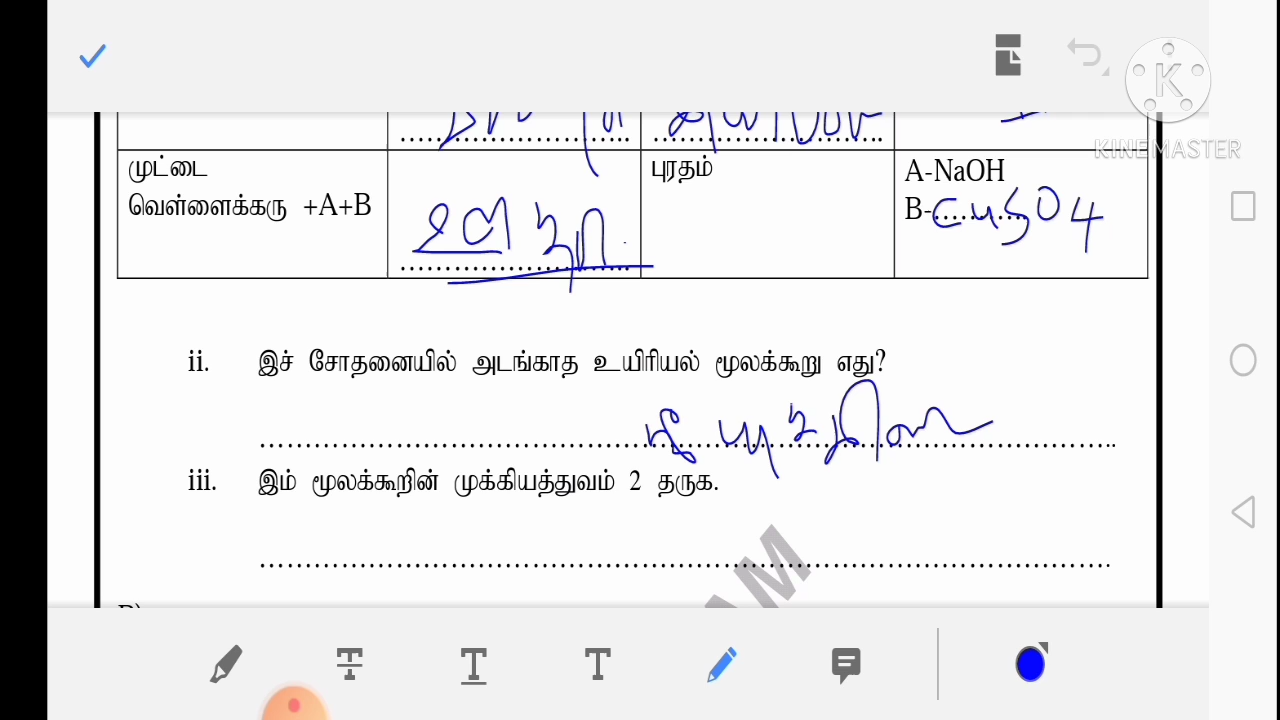 KINEMASTER
முட்டை
வெள்ளைக்கரு +A+B
ஊதா
புரதம்
A-NaOH
B-............CuSO4
ii. இச் சோதனையில் அடங்காத உயிரியல் மூலக்கூறு எது?
iii. இம் மூலக்கூறின் முக்கியத்துவம் 2 தருக.